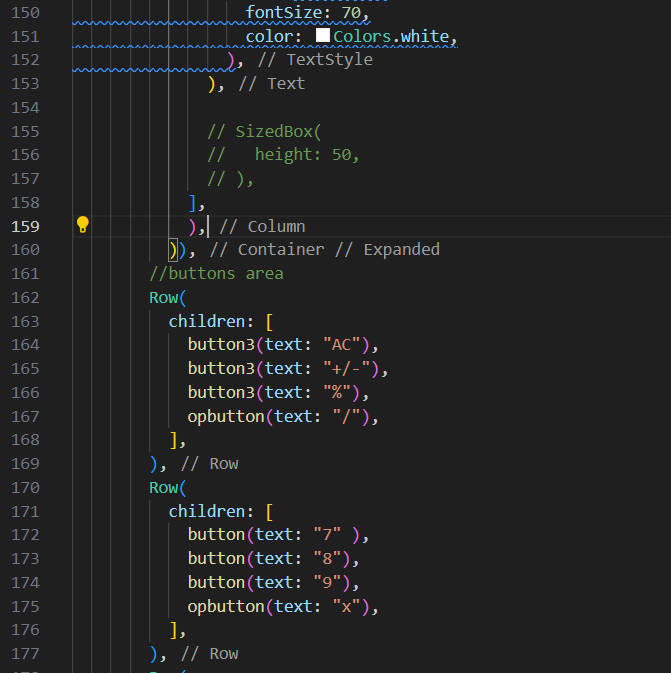 150 fontSize: 70,
151 color: Colors.white,
152 ), // TextStyle
153 ), // Text
154
155 // SizedBox(
156 //   height: 50,
157 // ),
158 ],
159 ), // Column
160 )), // Container // Expanded
161 //buttons area
162 Row(
163 children: [
164 button3(text: "AC"),
165 button3(text: "+/-"),
166 button3(text: "%"),
167 opbutton(text: "/"),
168 ],
169 ), // Row
170 Row(
171 children: [
172 button(text: "7" ),
173 button(text: "8"),
174 button(text: "9"),
175 opbutton(text: "x"),
176 ],
177 ), // Row